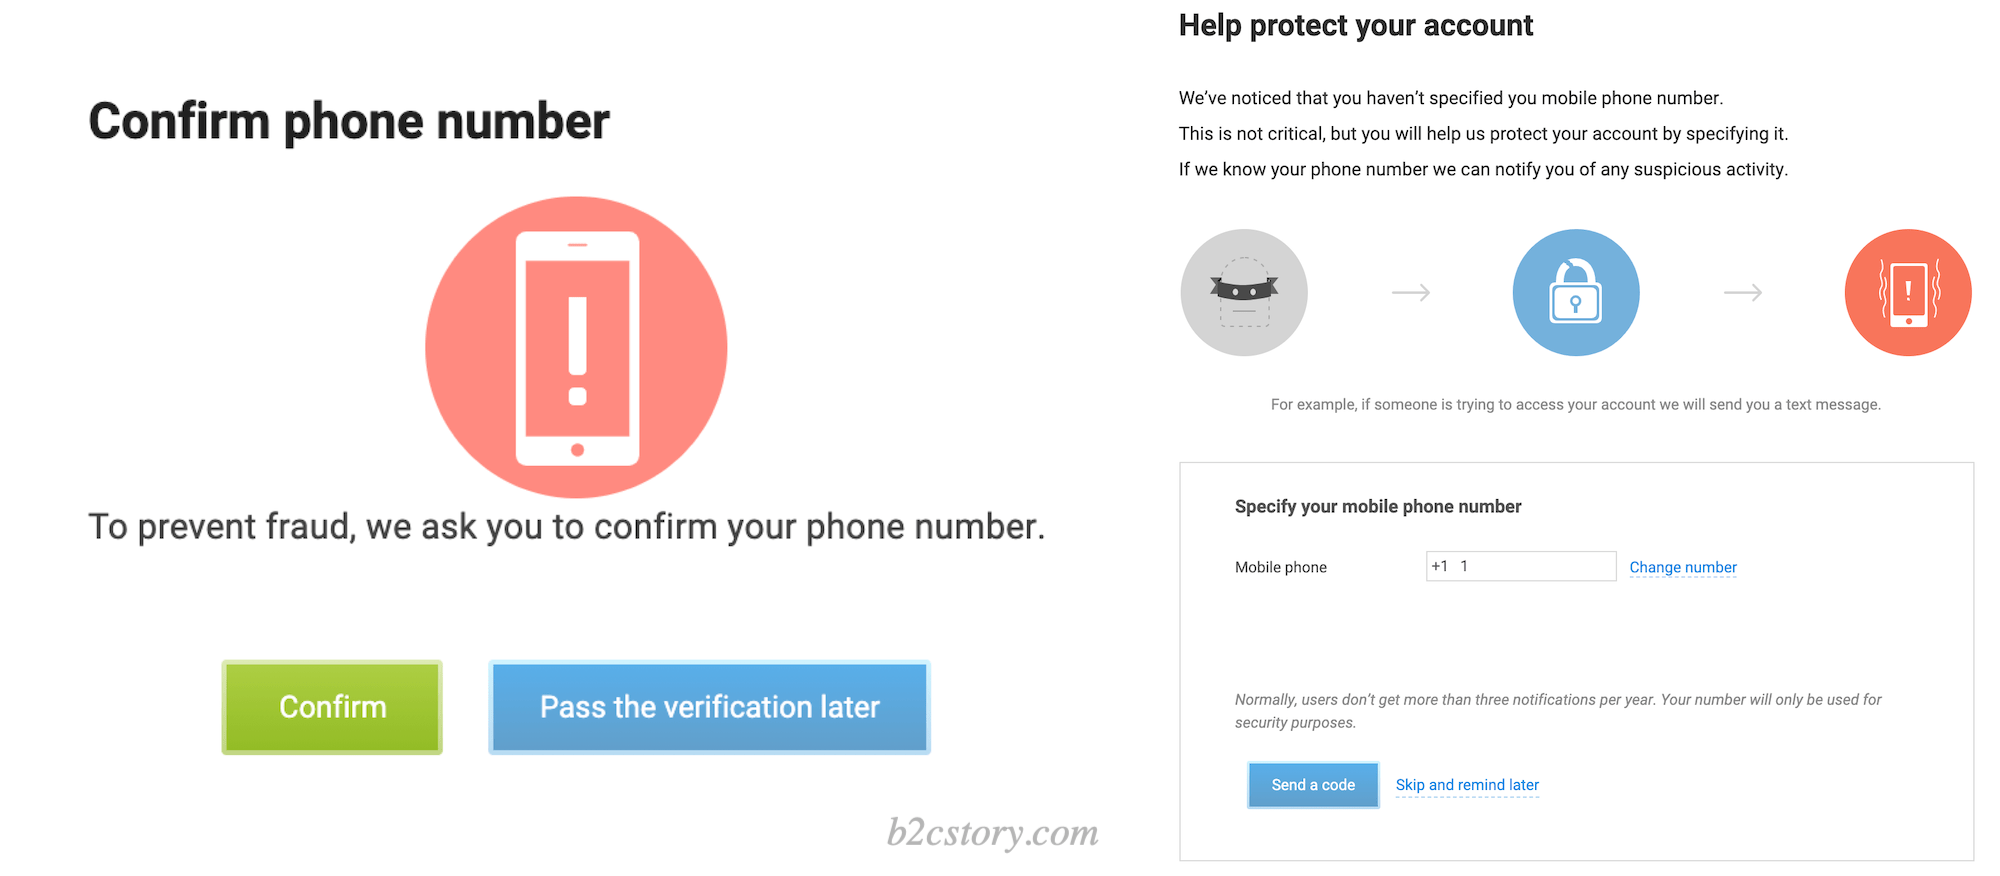 Confirm phone number
To prevent fraud, we ask you to confirm your phone number.
Confirm
Pass the verification later
b2cstory.com
Help protect your account
We've noticed that you haven't specified you mobile phone number.
This is not critical, but you will help us protect your account by specifying it.
If we know your phone number we can notify you of any suspicious activity.
For example, if someone is trying to access your account we will send you a text message.
Specify your mobile phone number
Mobile phone +1 1 Change number
Normally, users don't get more than three notifications per year. Your number will only be used for
security purposes.
Send a code Skip and remind later